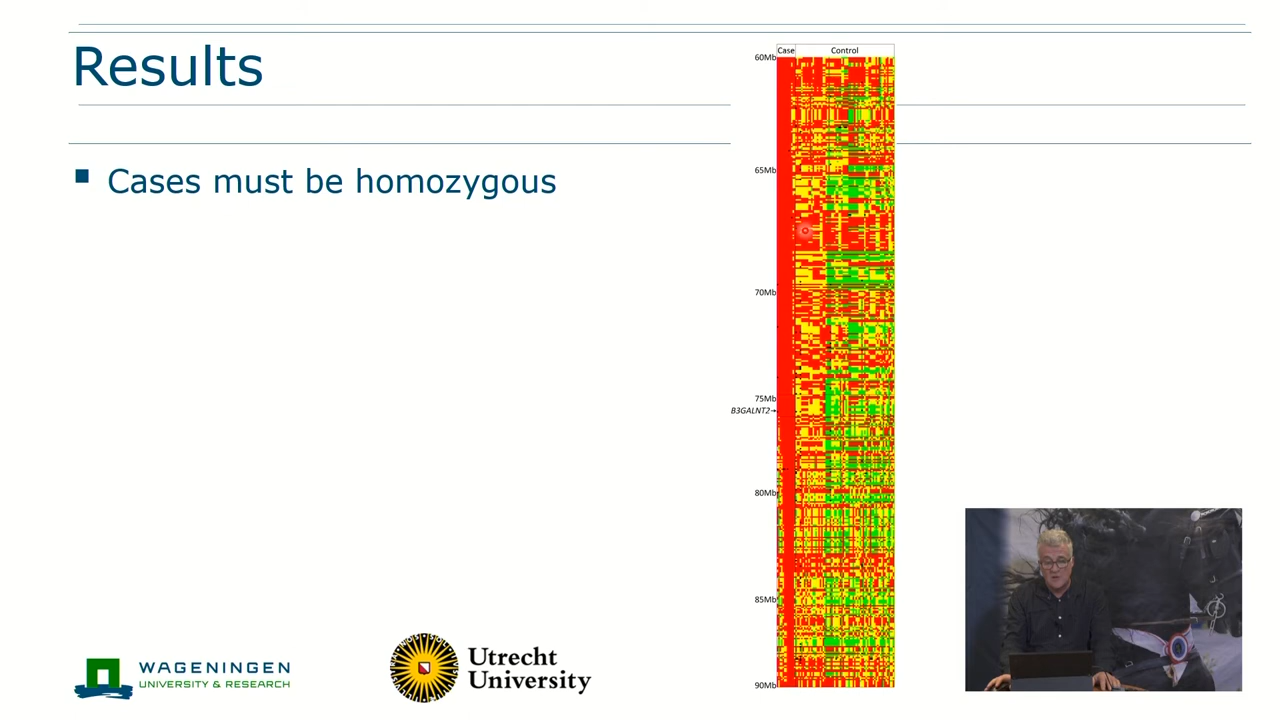 Results
Cases must be homozygous
Case Control
60Mb
65Mb
70Mb
75Mb
B3GALNT2
80Mb
85Mb
90Mb
WAGENINGEN
UNIVERSITY & RESEARCH
Utrecht
University